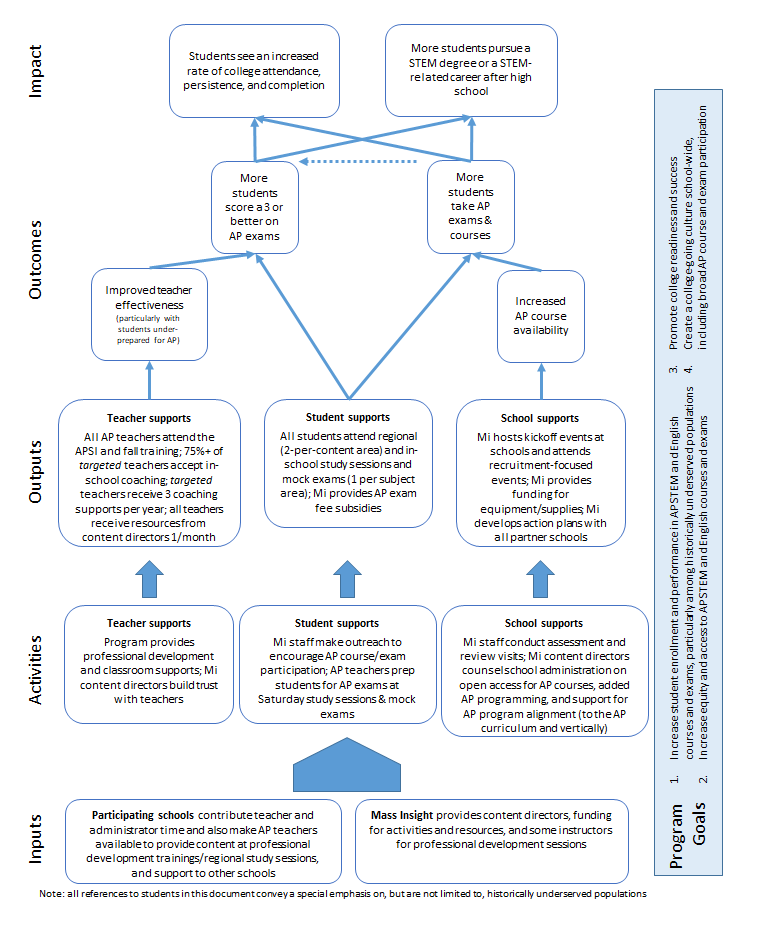 Impact
Students see an increased
rate of college attendance,
persistence, and completion
More students pursue a
STEM degree or a STEM-
related career after high
school
Outcomes
More
students
score a 3 or
better on
AP exams
More
students
take AP
exams &
courses
Improved teacher
effectiveness
(particularly with
students under-
prepared for AP)
Increased
AP course
availability
Outputs
Teacher supports
All AP teachers attend the
APSI and fall training; 75%+ of
targeted teachers accept in-
school coaching; targeted
teachers receive 3 coaching
supports per year; all teachers
receive resources from
content directors 1/month
Student supports
All students attend regional
(2-per-content area) and in-
school study sessions and
mock exams (1 per subject
area); Mi provides AP exam
fee subsidies
School supports
Mi hosts kickoff events at
schools and attends
recruitment-focused
events; Mi provides
funding for
equipment/supplies; Mi
develops action plans with
all partner schools
Activities
Teacher supports
Program provides
professional development
and classroom supports; Mi
content directors build trust
with teachers
Student supports
Mi staff make outreach to
encourage AP course/exam
participation; AP teachers prep
students for AP exams at
Saturday study sessions & mock
exams
School supports
Mi staff conduct assessment and
review visits; Mi content directors
counsel school administration on
open access for AP courses, added
AP programming, and support for
AP program alignment (to the AP
curriculum and vertically)
Inputs
Participating schools contribute teacher and
administrator time and also make AP teachers
available to provide content at professional
development trainings/regional study sessions,
and support to other schools
Mass Insight provides content directors, funding
for activities and resources, and some instructors
for professional development sessions
Program
Goals
1. Increase student enrollment and performance in AP STEM and English
courses and exams, particularly among historically underserved populations
2. Increase equity and access to AP STEM and English courses and exams
3. Promote college readiness and success
4. Create a college-going culture school-wide,
including broad AP course and exam participation
Note: all references to students in this document convey a special emphasis on, but are not limited to, historically underserved populations